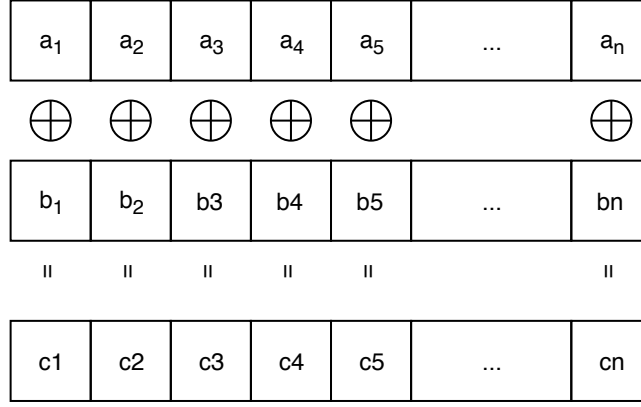 a₁ a₂ a₃ a₄ a₅ ... aₙ
⊕ ⊕ ⊕ ⊕ ⊕ ⊕
b₁ b₂ b3 b4 b5 ... bn
= = = = = =
c1 c2 c3 c4 c5 ... cn